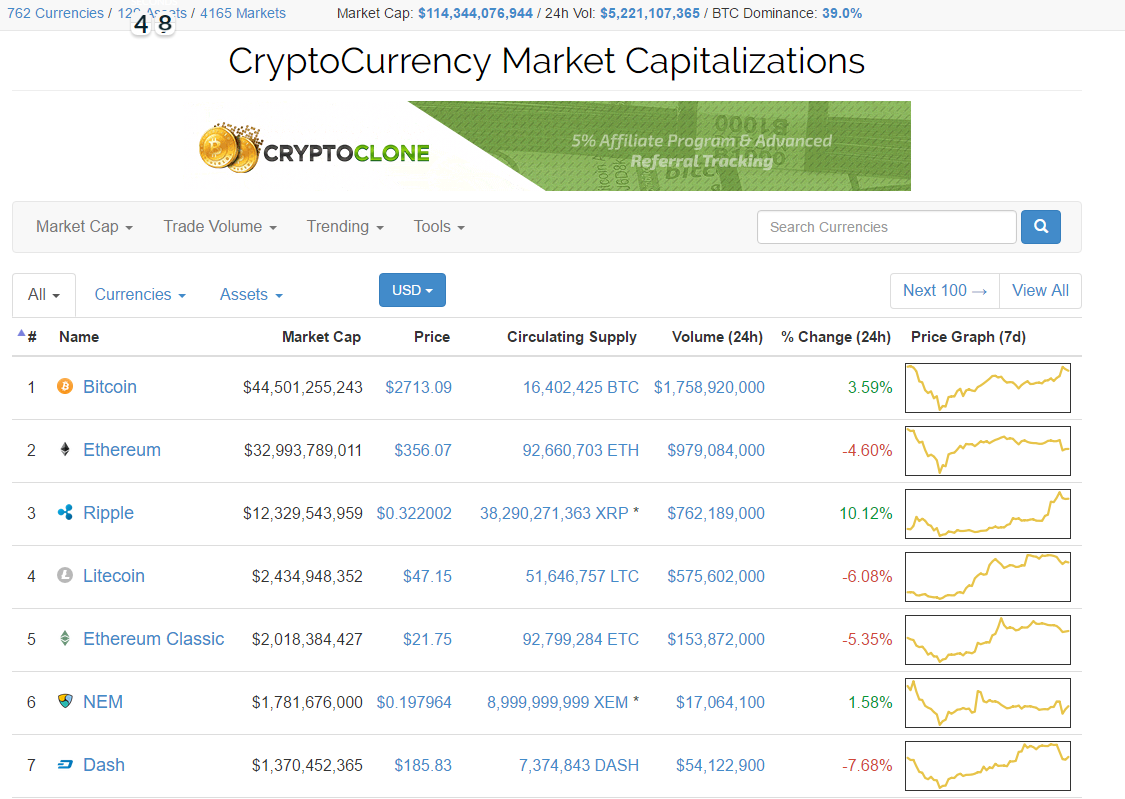 762 Currencies / 120 Assets / 4165 Markets Market Cap: $114,344,076,944 / 24h Vol: $5,221,107,365 / BTC Dominance: 39.0%
4 8
CryptoCurrency Market Capitalizations
CRYPTOCLONE
5% Affiliate Program & Advanced
Referral Tracking
Market Cap Trade Volume Trending Tools Search Currencies
All Currencies Assets USD Next 100 → View All
# Name Market Cap Price Circulating Supply Volume (24h) % Change (24h) Price Graph (7d)
1 Bitcoin $44,501,255,243 $2713.09 16,402,425 BTC $1,758,920,000 3.59%
2 Ethereum $32,993,789,011 $356.07 92,660,703 ETH $979,084,000 -4.60%
3 Ripple $12,329,543,959 $0.322002 38,290,271,363 XRP * $762,189,000 10.12%
4 Litecoin $2,434,948,352 $47.15 51,646,757 LTC $575,602,000 -6.08%
5 Ethereum Classic $2,018,384,427 $21.75 92,799,284 ETC $153,872,000 -5.35%
6 NEM $1,781,676,000 $0.197964 8,999,999,999 XEM * $17,064,100 1.58%
7 Dash $1,370,452,365 $185.83 7,374,843 DASH $54,122,900 -7.68%